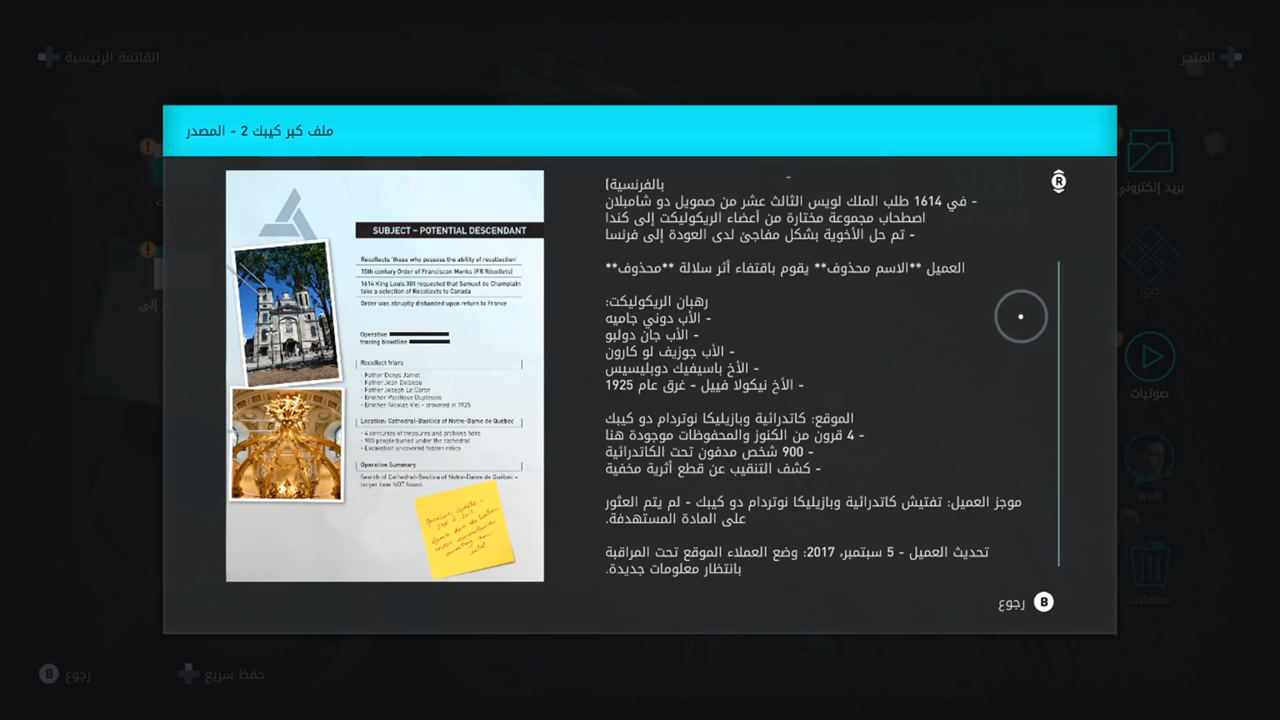 القائمة الرئيسية
المتجر
ملف كبر كيبك 2 - المصدر
SUBJECT – POTENTIAL DESCENDANT
Recollects 'those who possess the ability of recollection'
15th century Order of Franciscan Monks (FR Récollets)
1614 King Louis XIII requested that Samuel de Champlain
take a selection of Recollects to Canada
Order was abruptly disbanded upon return to France
Operative
tracing bloodline
Recollect friars
- Father Denys Jamet
- Father Jean Dolbeau
- Father Joseph Le Caron
- Brother Pacifique Duplessis
- Brother Nicolas Viel - drowned in 1925
Location: Cathedral-Basilica of Notre-Dame de Québec
- 4 centuries of treasures and archives here
- 900 people buried under the cathedral
- Excavation uncovered hidden relics
Operative Summary
Search of Cathedral-Basilica of Notre-Dame de Québec -
target item NOT found.
بالفرنسية)
- في 1614 طلب الملك لويس الثالث عشر من صمويل دو شامبلان
اصطحاب مجموعة مختارة من أعضاء الريكوليكت إلى كندا
- تم حل الأخوية بشكل مفاجئ لدى العودة إلى فرنسا
العميل **الاسم محذوف** يقوم باقتفاء أثر سلالة **محذوف**
رهبان الريكوليكت:
- الأب دوني جاميه
- الأب جان دولبو
- الأب جوزيف لو كارون
- الأخ باسيفيك دوبليسيس
- الأخ نيكولا فييل - غرق عام 1925
الموقع: كاتدرائية وبازيليكا نوتردام دو كيبك
- 4 قرون من الكنوز والمحفوظات موجودة هنا
- 900 شخص مدفون تحت الكاتدرائية
- كشف التنقيب عن قطع أثرية مخفية
موجز العميل: تفتيش كاتدرائية وبازيليكا نوتردام دو كيبك - لم يتم العثور
على المادة المستهدفة.
تحديث العميل - 5 سبتمبر، 2017: وضع العملاء الموقع تحت المراقبة
بانتظار معلومات جديدة.
R
B رجوع
بريد إلكتروني
صور
صوتيات
WeR
مهملات
إلى
B رجوع
حفظ سريع